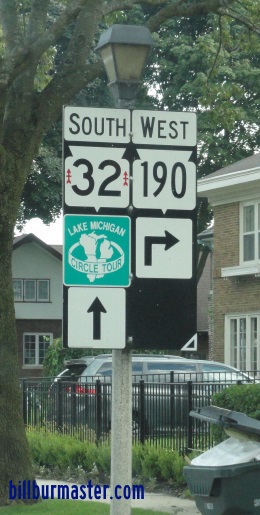 SOUTH WEST
32 190
LAKE MICHIGAN
CIRCLE TOUR
billburmaster.com